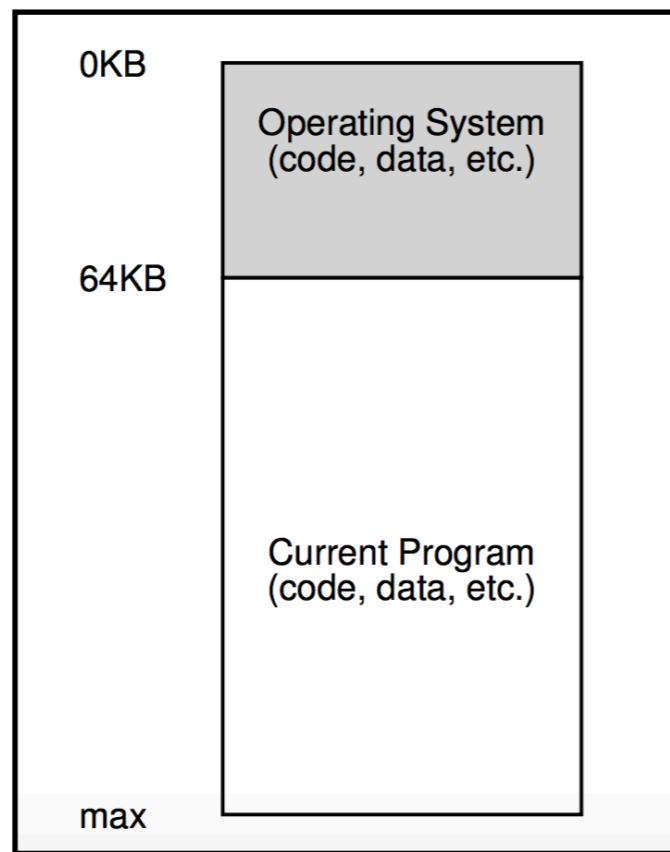 0KB
Operating System
(code, data, etc.)
64KB
Current Program
(code, data, etc.)
max